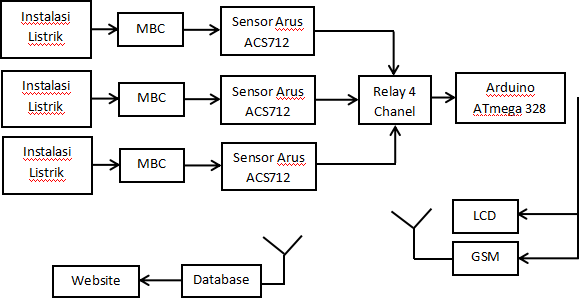 Instalasi
Listrik
MBC
Sensor Arus
ACS712
Instalasi
Listrik
MBC
Sensor Arus
ACS712
Relay 4
Chanel
Arduino
ATmega 328
Instalasi
Listrik
MBC
Sensor Arus
ACS712
LCD
GSM
Website
Database